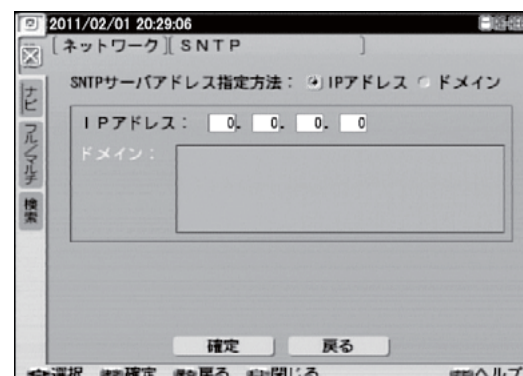 2011/02/01 20:29:06
[ネットワーク][SNTP]
SNTPサーバアドレス指定方法： IPアドレス ドメイン
ナビ
IPアドレス： 0. 0. 0. 0
フル/マルチ
ドメイン：
検索
確定 戻る
選択 確定 戻る 閉じる ヘルプ